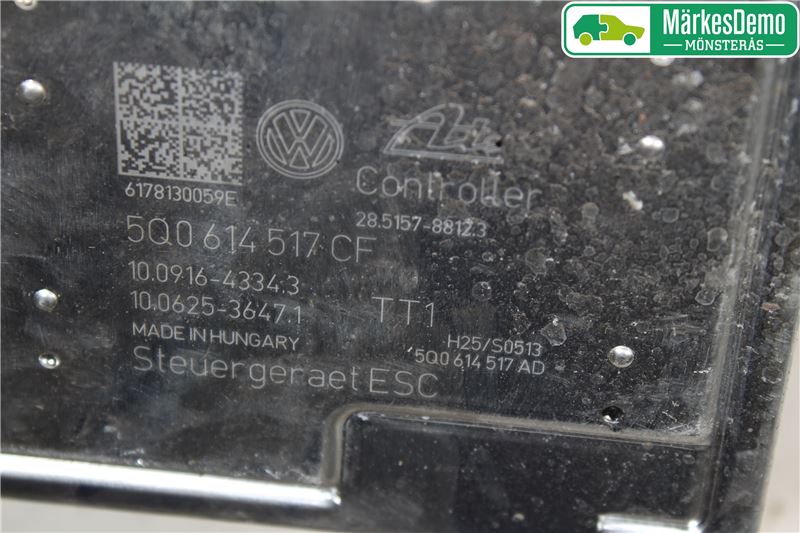 MärkesDemo
MÖNSTERÅS
Ate
Controller
6178130059E
28.5157-8812.3
5Q0 614 517 CF
10.0916-4334.3
10.0625-3647.1
TT1
MADE IN HUNGARY
H25/S0513
5Q0 614 517 AD
Steuergeraet ESC